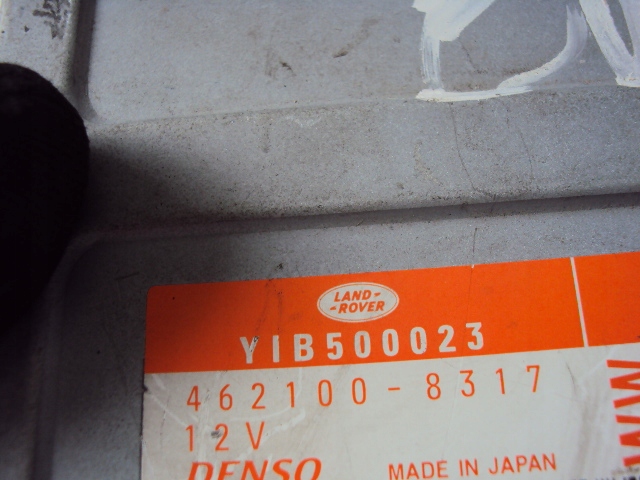 LAND-
-ROVER
YIB500023
462100-8317
12V
DENSO MADE IN JAPAN